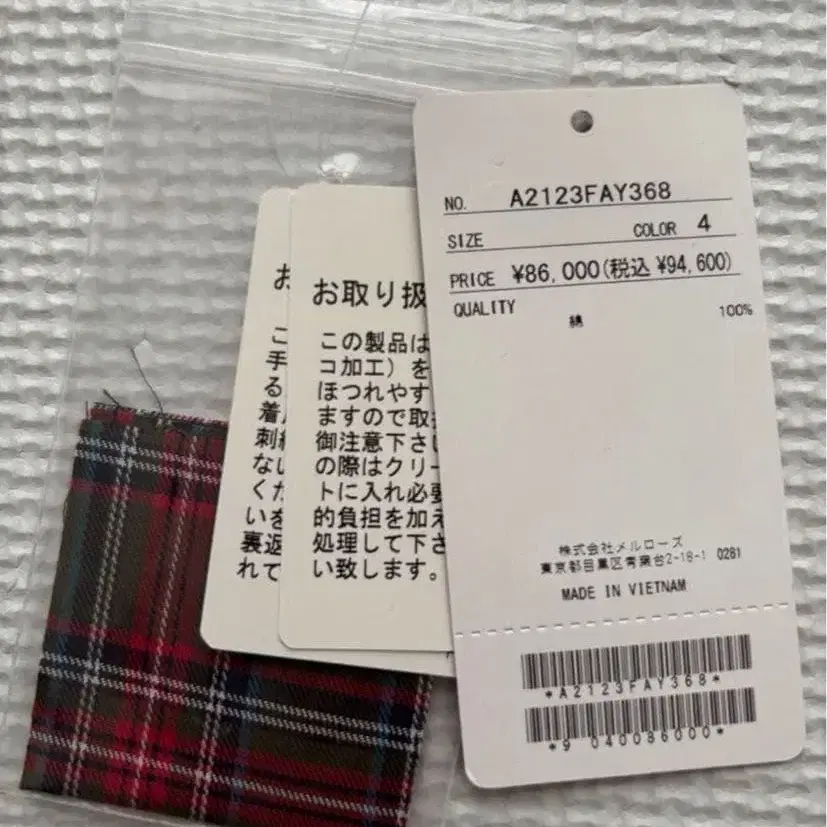 NO. A2123FAY368
SIZE COLOR 4
PRICE ¥86,000(税込 ¥94,600)
QUALITY
綿 100%
株式会社メルローズ
東京都目黒区青葉台2-18-1 0281
MADE IN VIETNAM
*A2123FAY368*
*9 040086000*
お取り扱
この製品は
コ加工）を
ほつれやす
ますので取
御注意下さい
の際はクリー
トに入れ必要
的負担を加え
処理して下さ
い致します。
お
こ
手
る
着
刺
ない
くだ
いを
裏返
れて